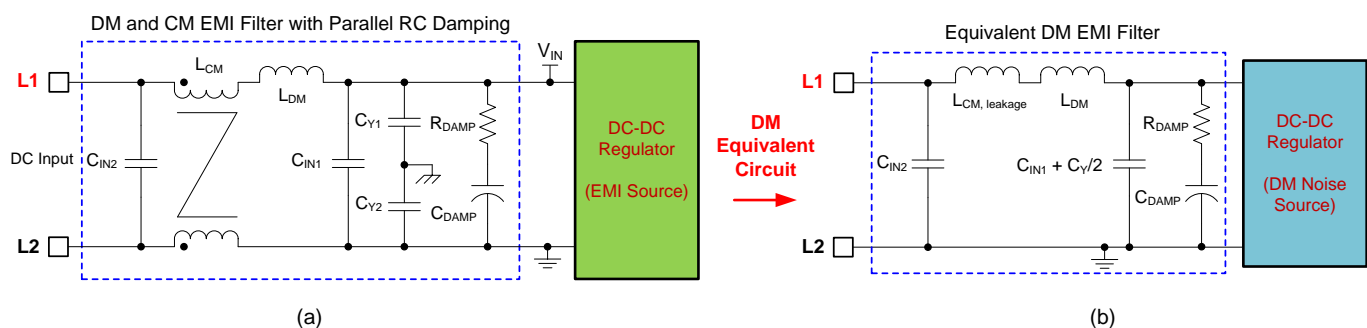 DM and CM EMI Filter with Parallel RC Damping
L1
LCM
LDM
VIN
DC Input
CIN2
CIN1
CY1
CY2
RDAMP
CDAMP
DC-DC
Regulator
(EMI Source)
L2
(a)
DM
Equivalent
Circuit
Equivalent DM EMI Filter
L1
LCM, leakage
LDM
CIN2
CIN1 + CY/2
RDAMP
CDAMP
DC-DC
Regulator
(DM Noise
Source)
L2
(b)